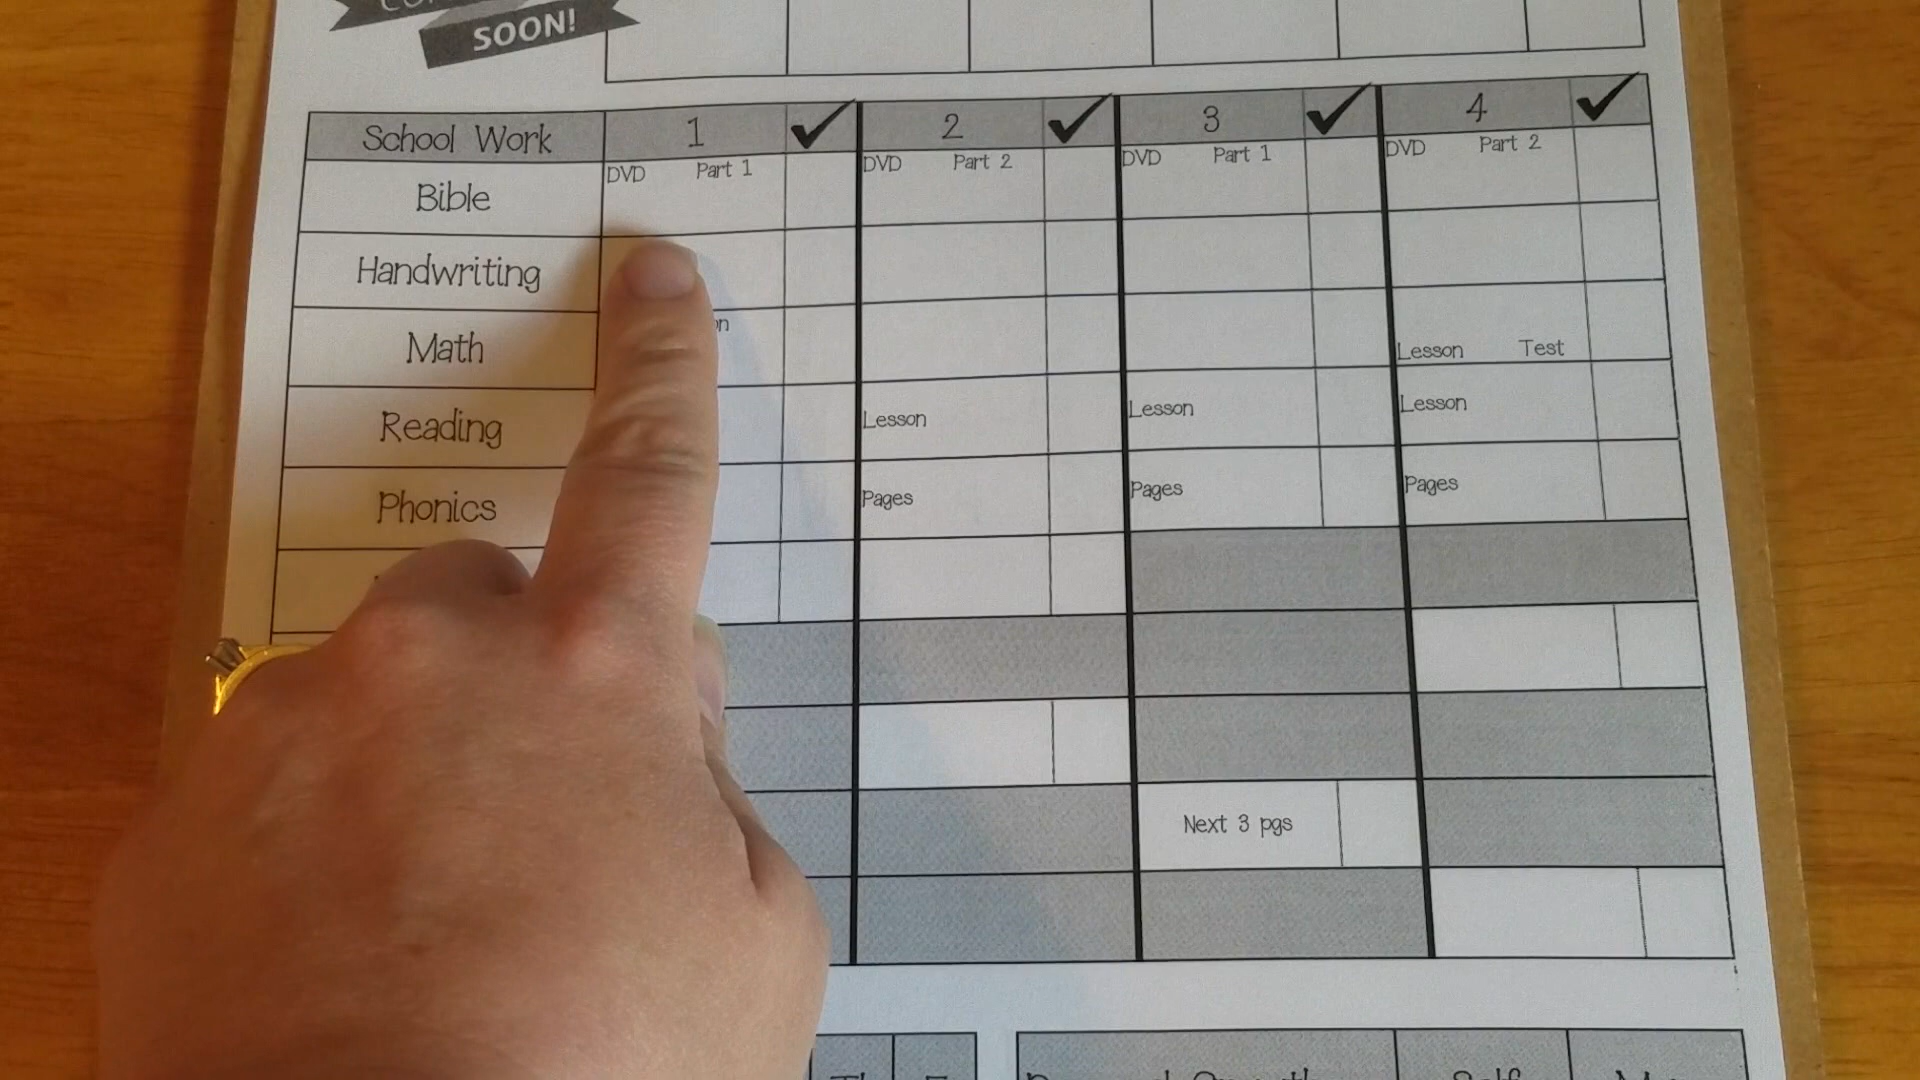 SOON!
School Work 1 2 3 4
Bible DVD Part 1 DVD Part 2 DVD Part 1 DVD Part 2
Handwriting
Math Lesson Test
Reading Lesson Lesson Lesson
Phonics Pages Pages Pages
Next 3 pgs